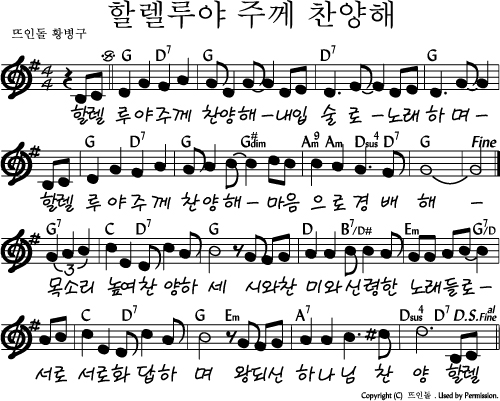 할렐루야 주께 찬양해
뜨인돌 황병구
G D7 G D7 G
4 4
할렐 루 야 주 께 찬 양 해 - 내 입 술 로 - 노 래 하 며 -
G D7 G G#dim Am9 Am Dsus4 D7 G Fine
할렐 루 야 주 께 찬 양 해 - 마 음 으 로 경 배 해 -
G7 C D7 G D B7/D# Em G7/D
3
목소리 높여 찬 양하 세 시와찬 미와 신령한 노래들로 -
C D7 G Em A7 Dsus4 D7 D.S. al Fine
서로 서로화 답하 며 왕되신 하나님 찬 양 할렐
Copyright (C) 뜨인돌 . Used by Permission.